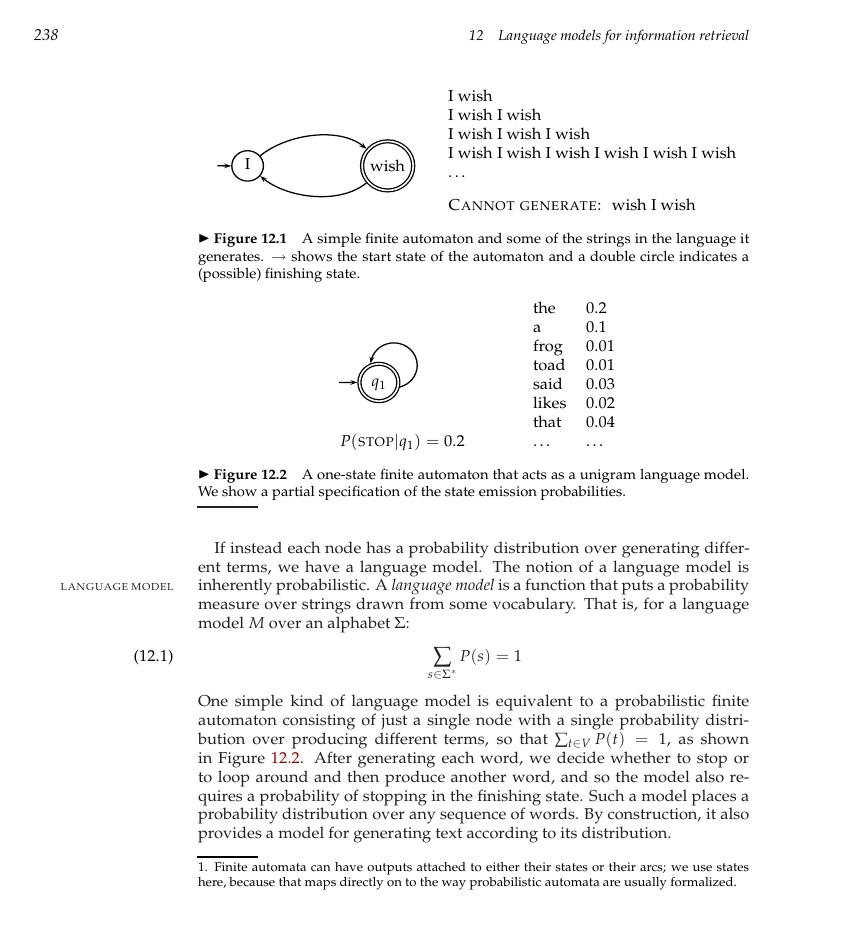 238
12 Language models for information retrieval
I
wish
I wish
I wish I wish
I wish I wish I wish
I wish I wish I wish I wish I wish I wish
. . .
CANNOT GENERATE: wish I wish
▶ Figure 12.1 A simple finite automaton and some of the strings in the language it
generates. → shows the start state of the automaton and a double circle indicates a
(possible) finishing state.
q1
P(STOP|q1) = 0.2
the 0.2
a 0.1
frog 0.01
toad 0.01
said 0.03
likes 0.02
that 0.04
. . . . . .
▶ Figure 12.2 A one-state finite automaton that acts as a unigram language model.
We show a partial specification of the state emission probabilities.
If instead each node has a probability distribution over generating differ-
ent terms, we have a language model. The notion of a language model is
LANGUAGE MODEL inherently probabilistic. A language model is a function that puts a probability
measure over strings drawn from some vocabulary. That is, for a language
model M over an alphabet Σ:
(12.1) ∑ P(s) = 1
s∈Σ*
One simple kind of language model is equivalent to a probabilistic finite
automaton consisting of just a single node with a single probability distri-
bution over producing different terms, so that ∑t∈V P(t) = 1, as shown
in Figure 12.2. After generating each word, we decide whether to stop or
to loop around and then produce another word, and so the model also re-
quires a probability of stopping in the finishing state. Such a model places a
probability distribution over any sequence of words. By construction, it also
provides a model for generating text according to its distribution.
1. Finite automata can have outputs attached to either their states or their arcs; we use states
here, because that maps directly on to the way probabilistic automata are usually formalized.